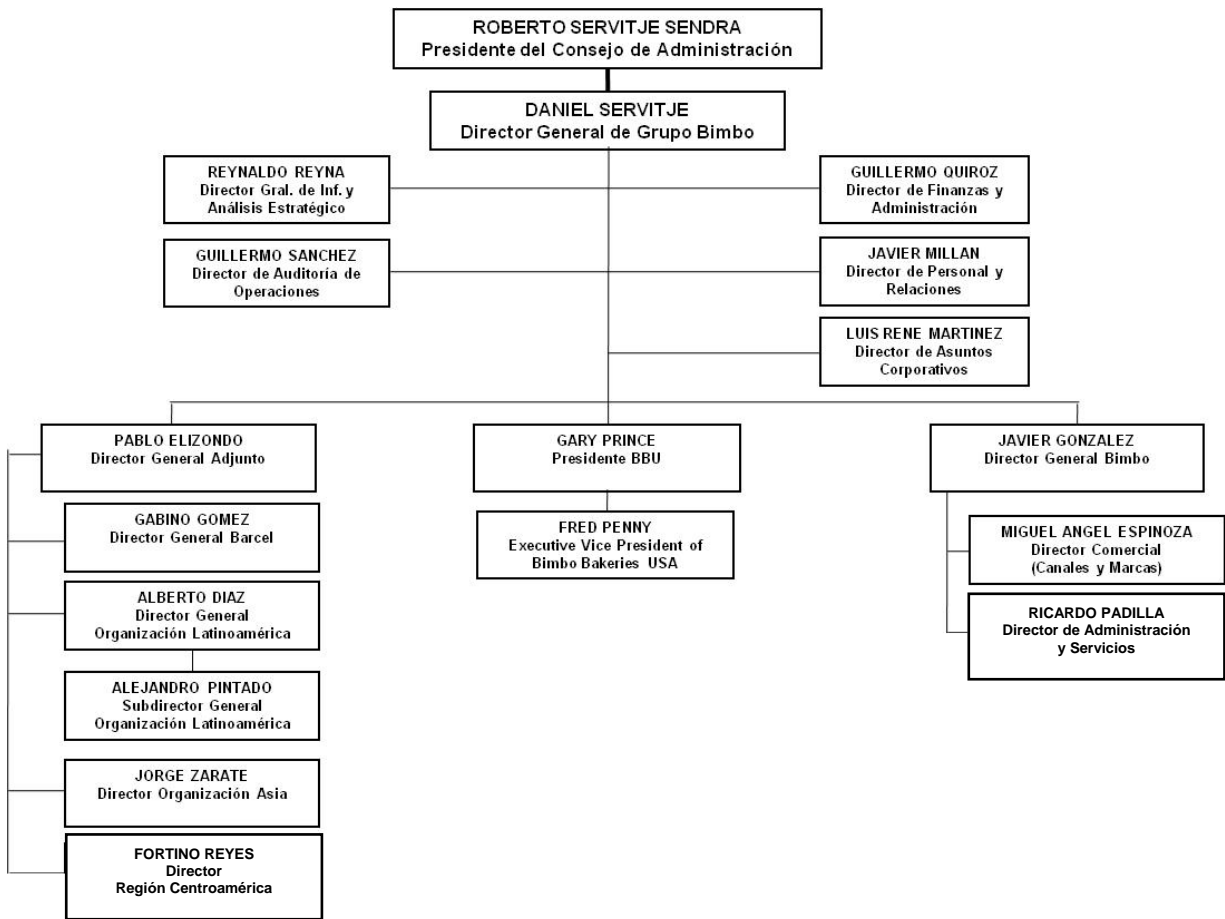 ROBERTO SERVITJE SENDRA
Presidente del Consejo de Administración
DANIEL SERVITJE
Director General de Grupo Bimbo
REYNALDO REYNA
Director Gral. de Inf. y
Análisis Estratégico
GUILLERMO QUIROZ
Director de Finanzas y
Administración
GUILLERMO SANCHEZ
Director de Auditoría de
Operaciones
JAVIER MILLAN
Director de Personal y
Relaciones
LUIS RENE MARTINEZ
Director de Asuntos
Corporativos
PABLO ELIZONDO
Director General Adjunto
GABINO GOMEZ
Director General Barcel
ALBERTO DIAZ
Director General
Organización Latinoamérica
ALEJANDRO PINTADO
Subdirector General
Organización Latinoamérica
JORGE ZARATE
Director Organización Asia
FORTINO REYES
Director
Región Centroamérica
GARY PRINCE
Presidente BBU
FRED PENNY
Executive Vice President of
Bimbo Bakeries USA
JAVIER GONZALEZ
Director General Bimbo
MIGUEL ANGEL ESPINOZA
Director Comercial
(Canales y Marcas)
RICARDO PADILLA
Director de Administración
y Servicios